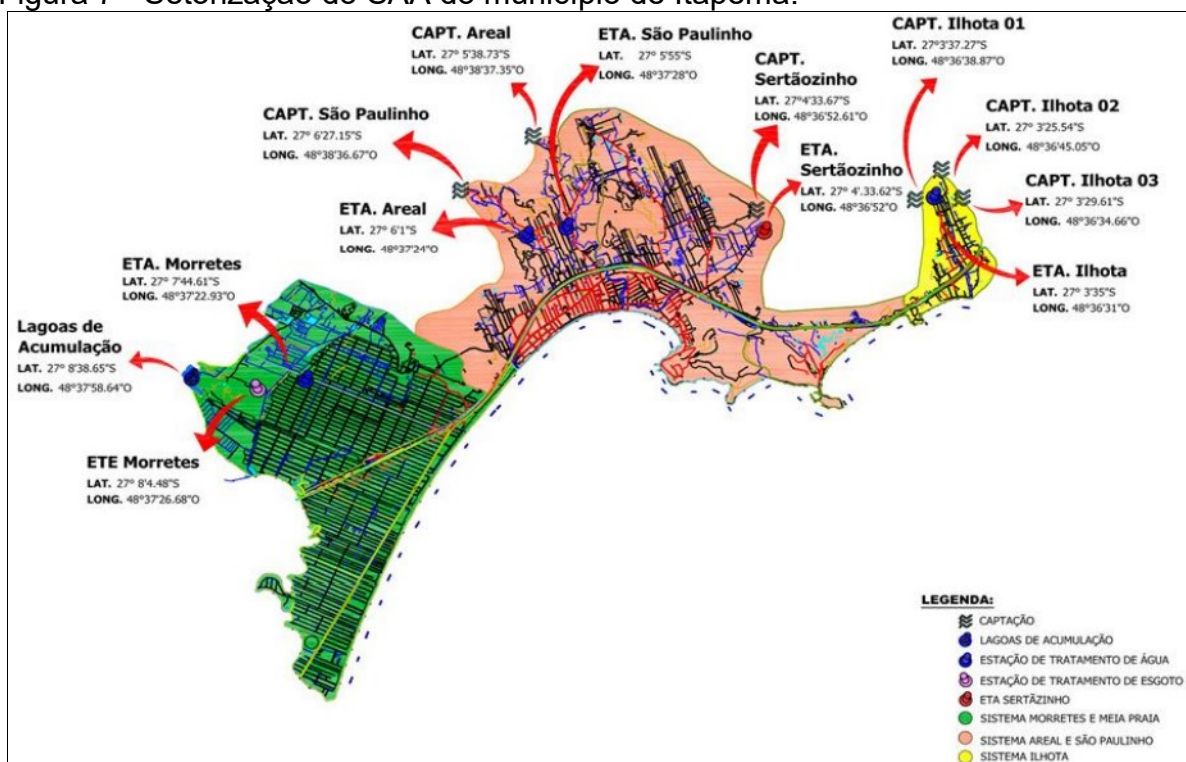 Figura 7 - Setorização do SAA do município de Itapema.
CAPT. Areal
LAT. 27° 5'38.73"S
LONG. 48°38'37.35"O
ETA. São Paulinho
LAT. 27° 5'55"S
LONG. 48°37'28"O
CAPT. Ilhota 01
LAT. 27°3'37.27"S
LONG. 48°36'38.87"O
CAPT.
Sertãozinho
LAT. 27°4'33.67"S
LONG. 48°36'52.61"O
CAPT. São Paulinho
LAT. 27° 6'27.15"S
LONG. 48°38'36.67"O
CAPT. Ilhota 02
LAT. 27° 3'25.54"S
LONG. 48°36'45.05"O
ETA.
Sertãozinho
LAT. 27° 4'.33.62"S
LONG. 48°36'52"O
CAPT. Ilhota 03
LAT. 27° 3'29.61"S
LONG. 48°36'34.66"O
ETA. Areal
LAT. 27° 6'1"S
LONG. 48°37'24"O
ETA. Morretes
LAT. 27° 7'44.61"S
LONG. 48°37'22.93"O
ETA. Ilhota
LAT. 27° 3'35"S
LONG. 48°36'31"O
Lagoas de
Acumulação
LAT. 27° 8'38.65"S
LONG. 48°37'58.64"O
ETE Morretes
LAT. 27° 8'4.48"S
LONG. 48°37'26.68"O
LEGENDA:
CAPTAÇÃO
LAGOAS DE ACUMULAÇÃO
ESTAÇÃO DE TRATAMENTO DE ÁGUA
ESTAÇÃO DE TRATAMENTO DE ESGOTO
ETA SERTÃZINHO
SISTEMA MORRETES E MEIA PRAIA
SISTEMA AREAL E SÃO PAULINHO
SISTEMA ILHOTA